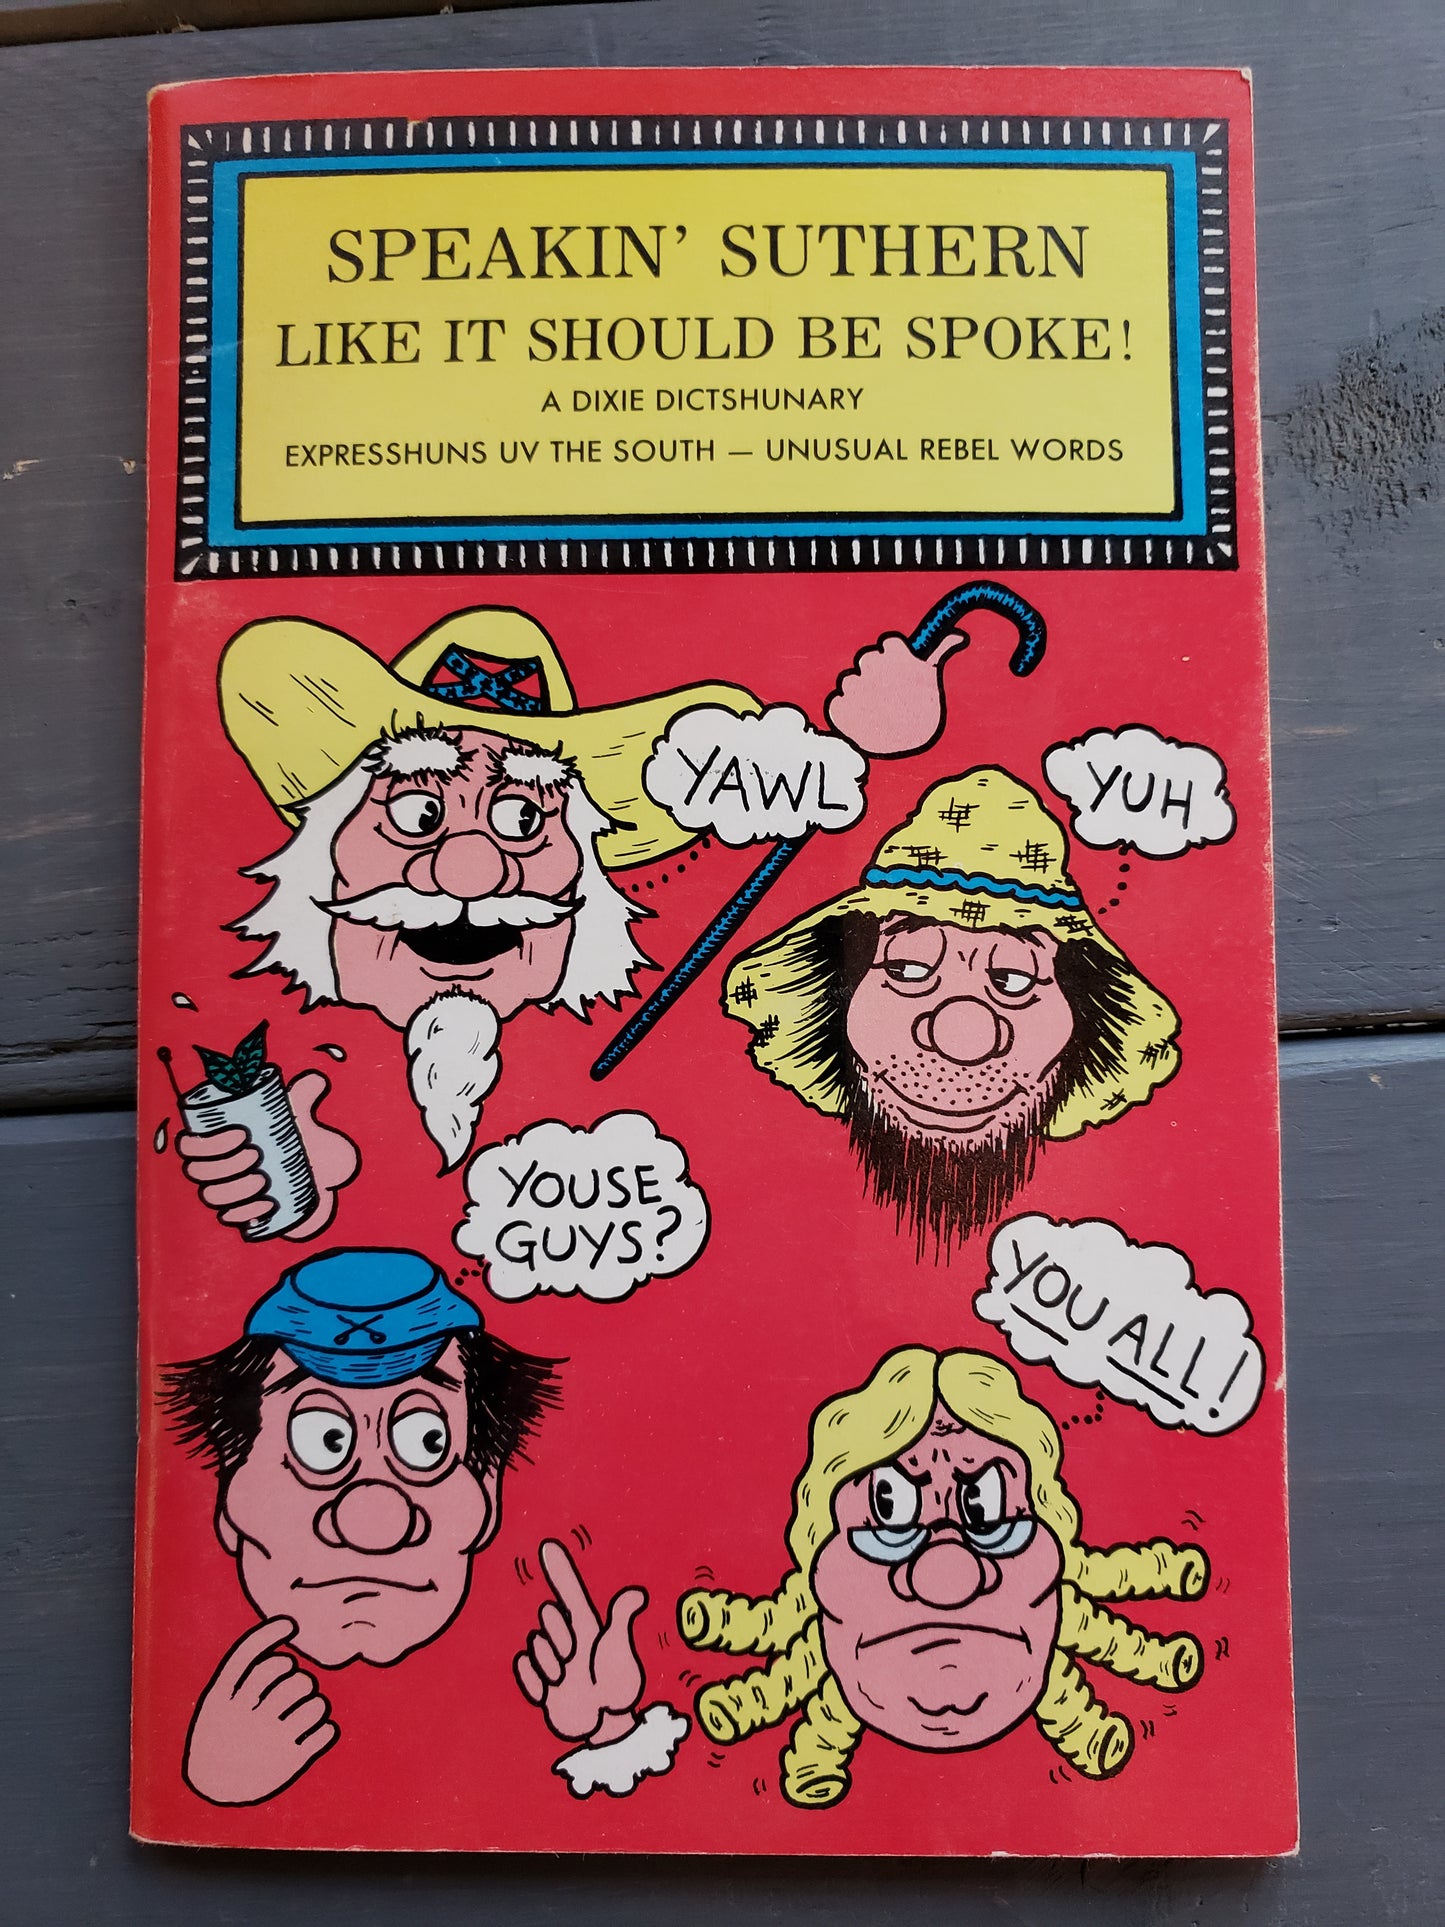 SPEAKIN’ SUTHERN
LIKE IT SHOULD BE SPOKE!
A DIXIE DICTSHUNARY
EXPRESSHUNS UV THE SOUTH — UNUSUAL REBEL WORDS
YAWL
YUH
YOUSE
GUYS?
YOU ALL!